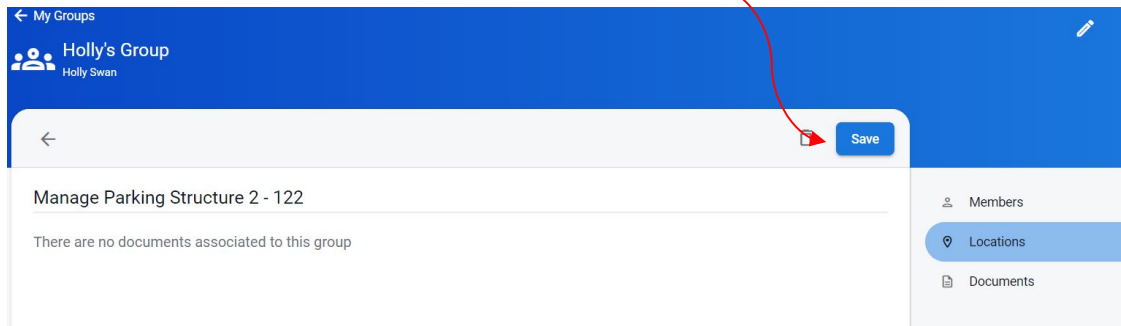 My Groups
Holly's Group
Holly Swan
Save
Manage Parking Structure 2 - 122
There are no documents associated to this group
Members
Locations
Documents